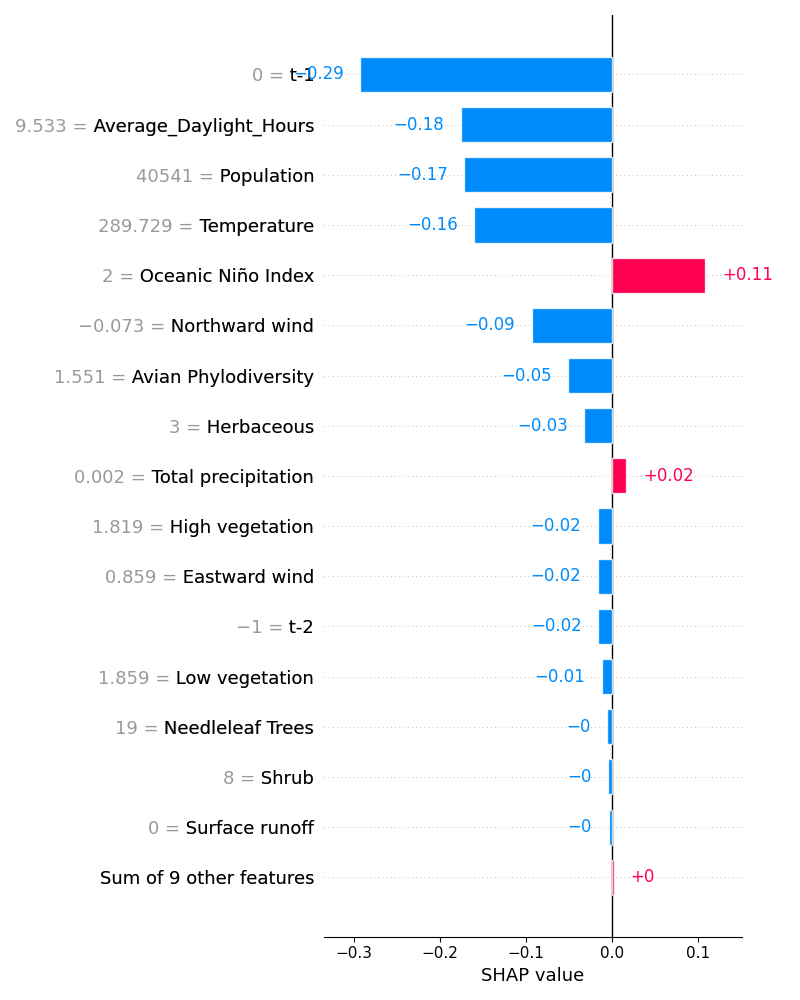 0 = t-1 −0.29
9.533 = Average_Daylight_Hours −0.18
40541 = Population −0.17
289.729 = Temperature −0.16
2 = Oceanic Niño Index +0.11
−0.073 = Northward wind −0.09
1.551 = Avian Phylodiversity −0.05
3 = Herbaceous −0.03
0.002 = Total precipitation +0.02
1.819 = High vegetation −0.02
0.859 = Eastward wind −0.02
−1 = t-2 −0.02
1.859 = Low vegetation −0.01
19 = Needleleaf Trees −0
8 = Shrub −0
0 = Surface runoff −0
Sum of 9 other features +0
−0.3 −0.2 −0.1 0.0 0.1
SHAP value